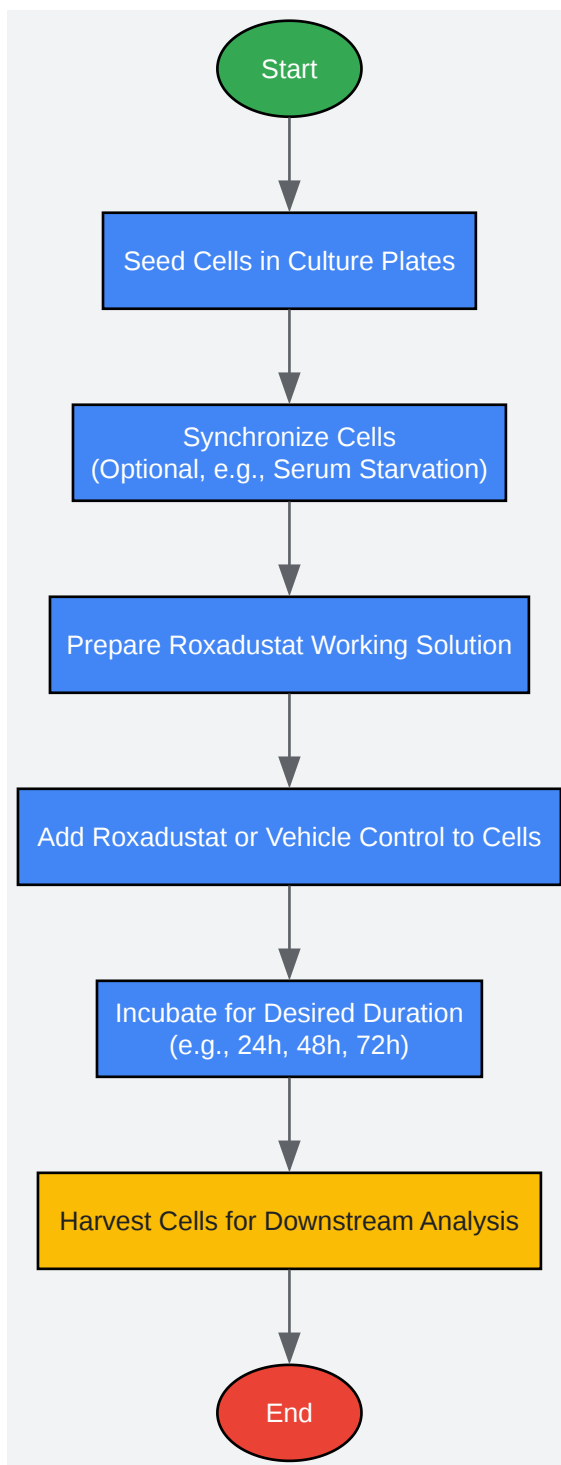 Start
Seed Cells in Culture Plates
Synchronize Cells
(Optional, e.g., Serum Starvation)
Prepare Roxadustat Working Solution
Add Roxadustat or Vehicle Control to Cells
Incubate for Desired Duration
(e.g., 24h, 48h, 72h)
Harvest Cells for Downstream Analysis
End